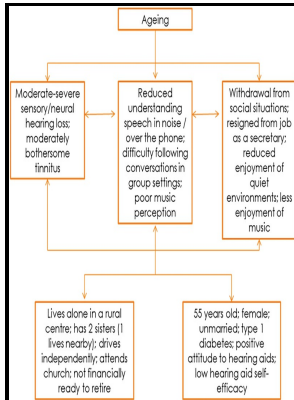 Ageing
Moderate-severe
sensory/neural
hearing loss;
moderately
bothersome
tinnitus
Reduced
understanding
speech in noise /
over the phone;
difficulty following
conversations in
group settings;
poor music
perception
Withdrawal from
social situations;
resigned from job
as a secretary;
reduced
enjoyment of
quiet
environments; less
enjoyment of
music
Lives alone in a rural
centre; has 2 sisters (1
lives nearby); drives
independently; attends
church; not financially
ready to retire
55 years old; female;
unmarried; type 1
diabetes; positive
attitude to hearing aids;
low hearing aid self-
efficacy